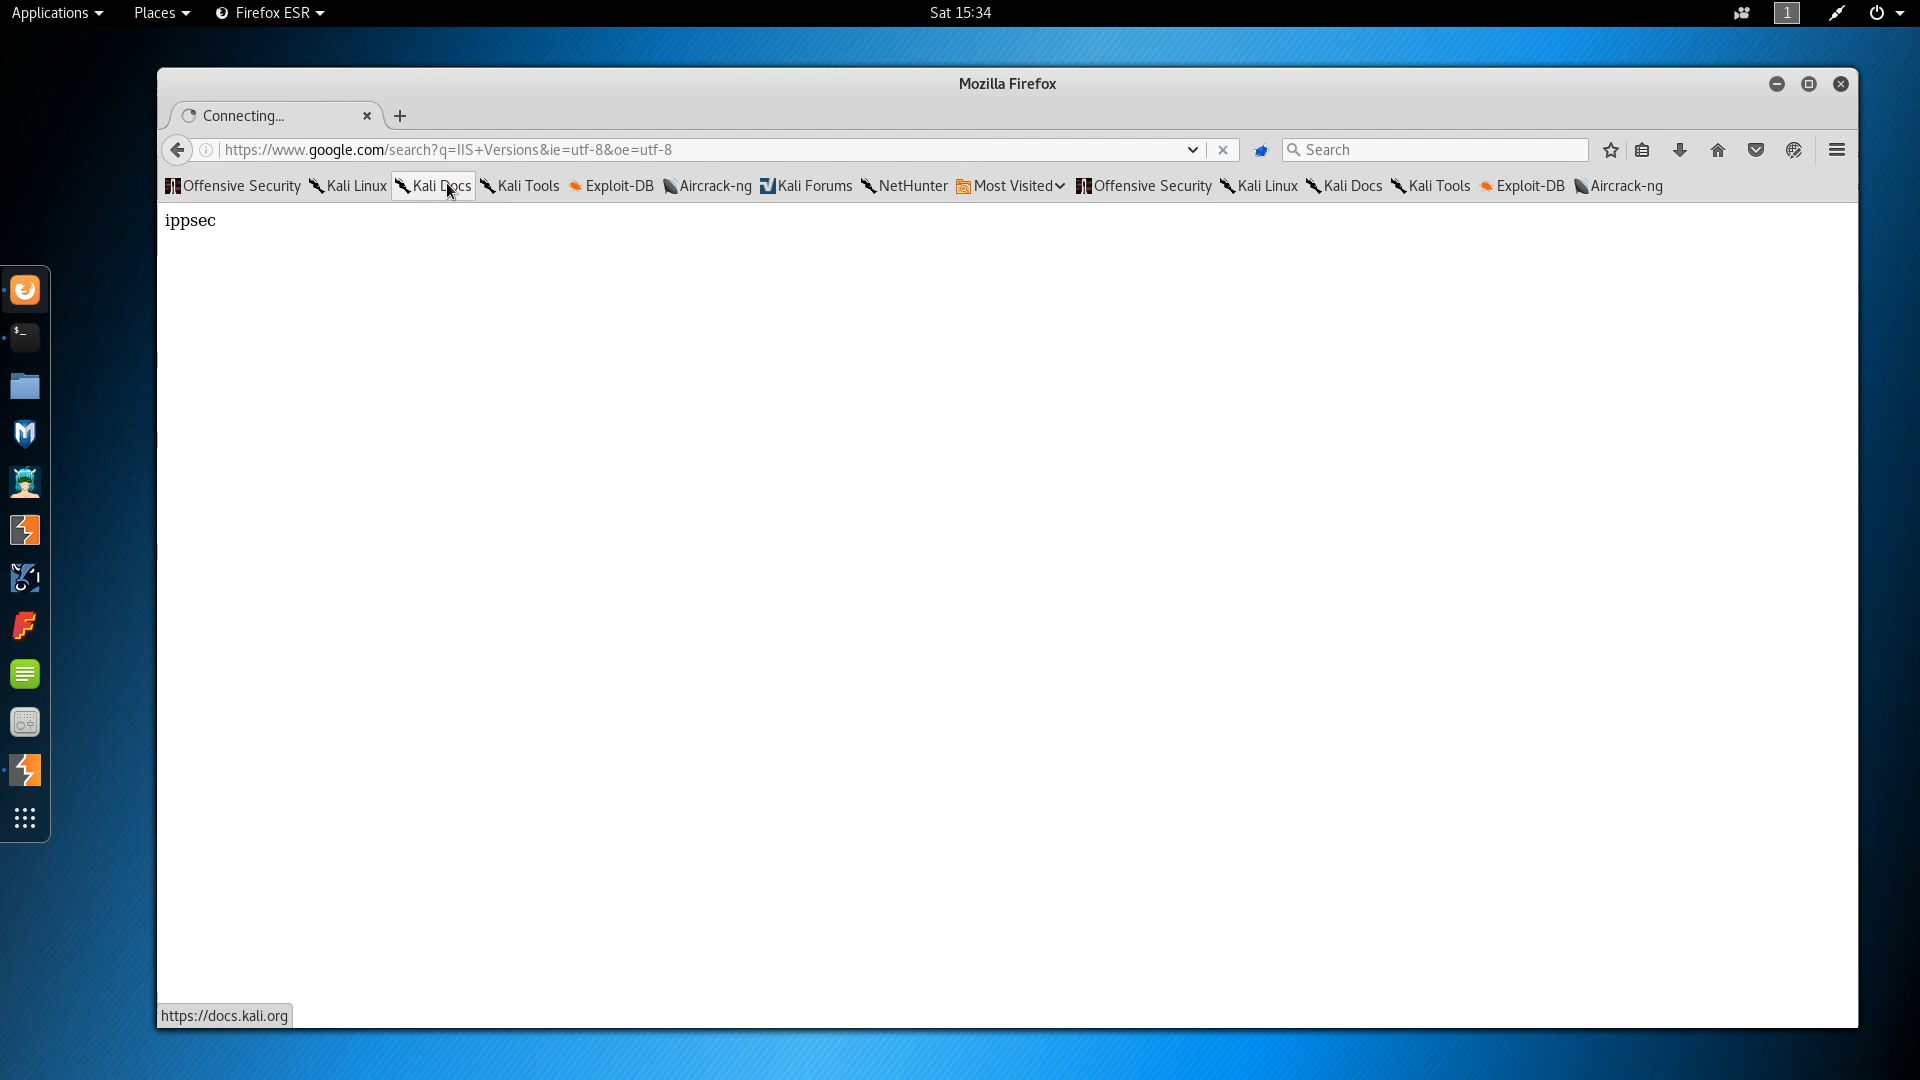 Applications Places Firefox ESR Sat 15:34 1
Mozilla Firefox
Connecting...
https://www.google.com/search?q=IIS+Versions&ie=utf-8&oe=utf-8 Search
Offensive Security Kali Linux Kali Docs Kali Tools Exploit-DB Aircrack-ng Kali Forums NetHunter Most Visited Offensive Security Kali Linux Kali Docs Kali Tools Exploit-DB Aircrack-ng
ippsec
$_
https://docs.kali.org